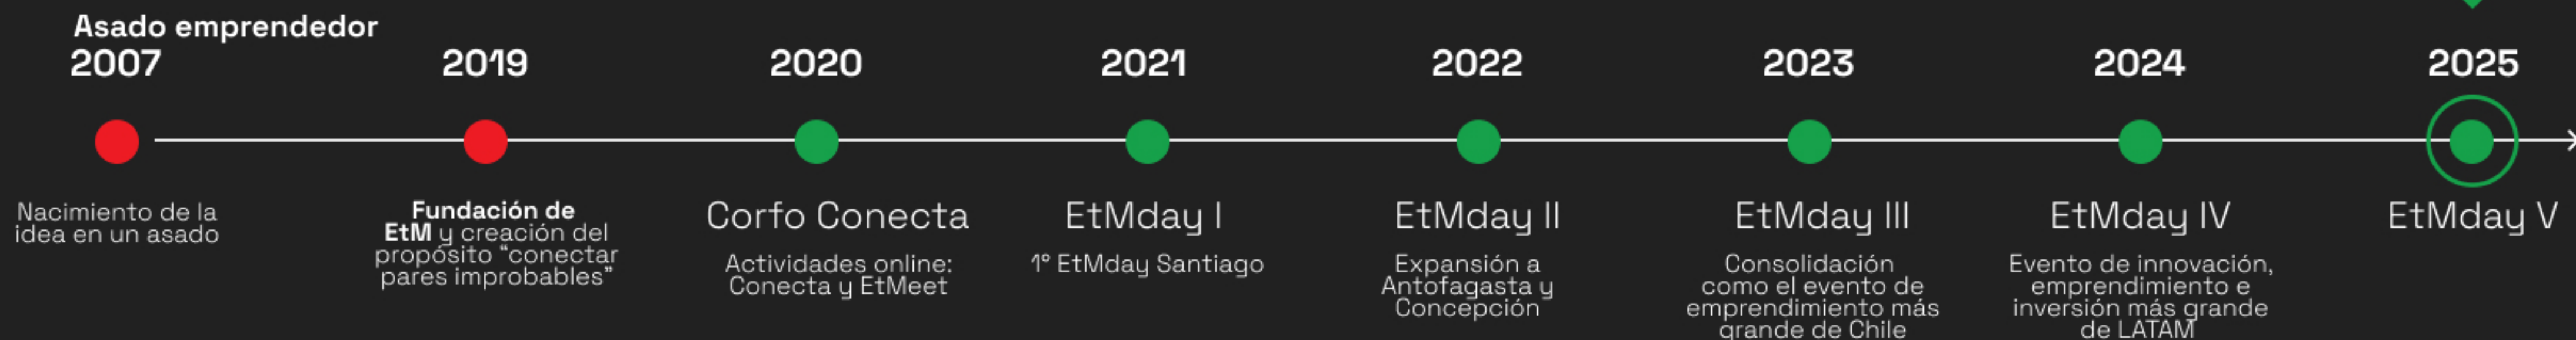 Asado emprendedor
2007
2019
2020
2021
2022
2023
2024
2025
Nacimiento de la
idea en un asado
Fundación de
EtM y creación del
propósito “conectar
pares improbables”
Corfo Conecta
Actividades online:
Conecta y EtMeet
EtMday I
1° EtMday Santiago
EtMday II
Expansión a
Antofagasta y
Concepción
EtMday III
Consolidación
como el evento de
emprendimiento más
grande de Chile
EtMday IV
Evento de innovación,
emprendimiento e
inversión más grande
de LATAM
EtMday V